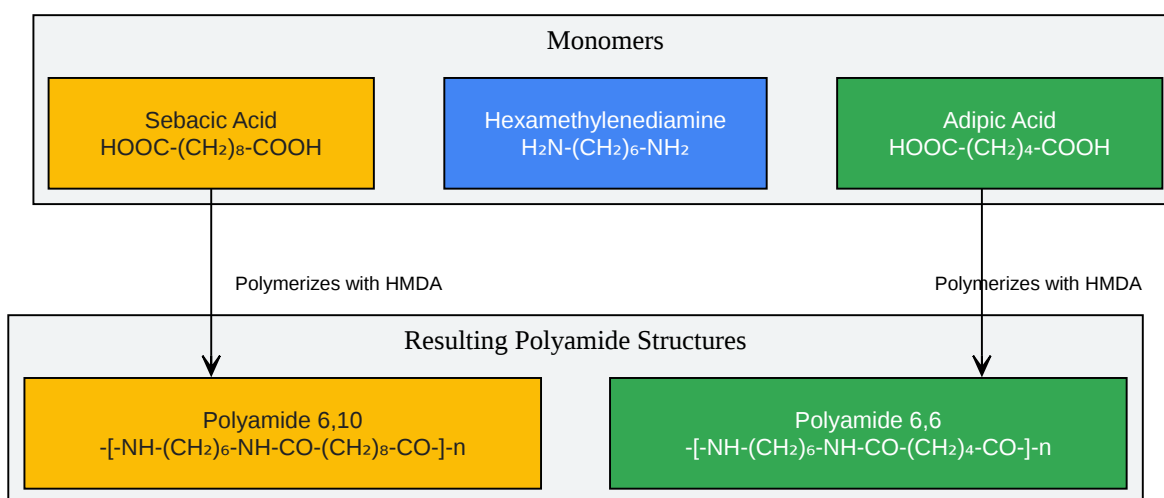 Monomers
Sebacic Acid
HOOC-(CH₂)₈-COOH
Hexamethylenediamine
H₂N-(CH₂)₆-NH₂
Adipic Acid
HOOC-(CH₂)₄-COOH
Polymerizes with HMDA
Polymerizes with HMDA
Resulting Polyamide Structures
Polyamide 6,10
-[-NH-(CH₂)₆-NH-CO-(CH₂)₈-CO-]-n
Polyamide 6,6
-[-NH-(CH₂)₆-NH-CO-(CH₂)₄-CO-]-n